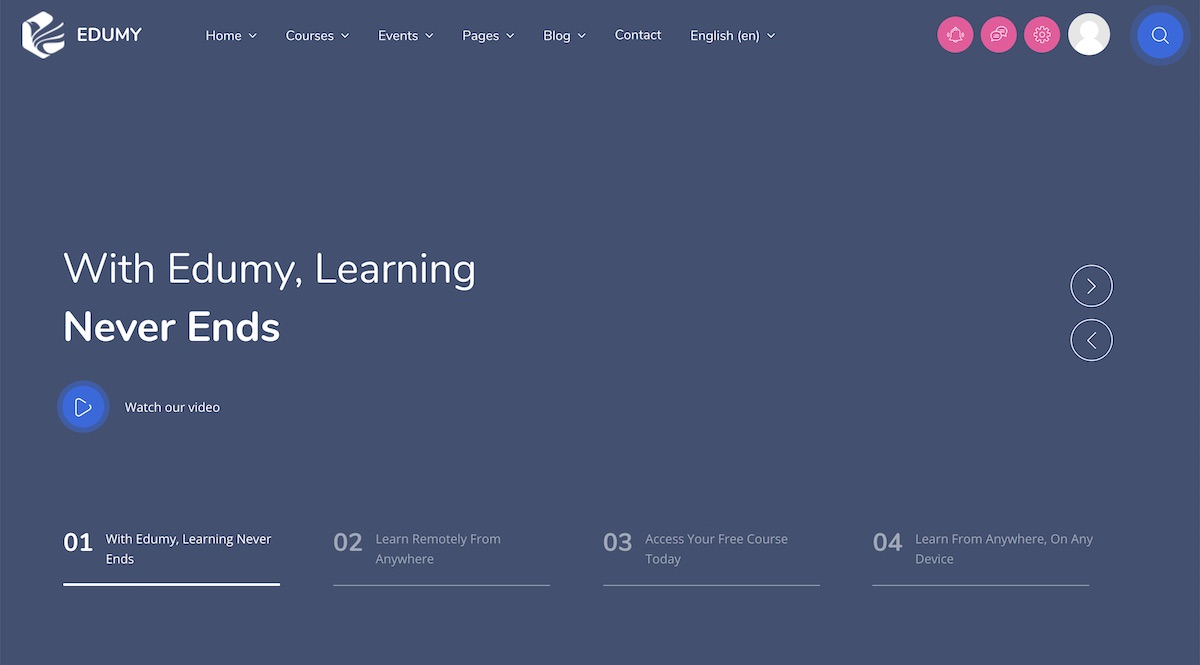 EDUMY
Home
Courses
Events
Pages
Blog
Contact
English (en)
With Edumy, Learning
Never Ends
Watch our video
01
With Edumy, Learning Never
Ends
02
Learn Remotely From
Anywhere
03
Access Your Free Course
Today
04
Learn From Anywhere, On Any
Device